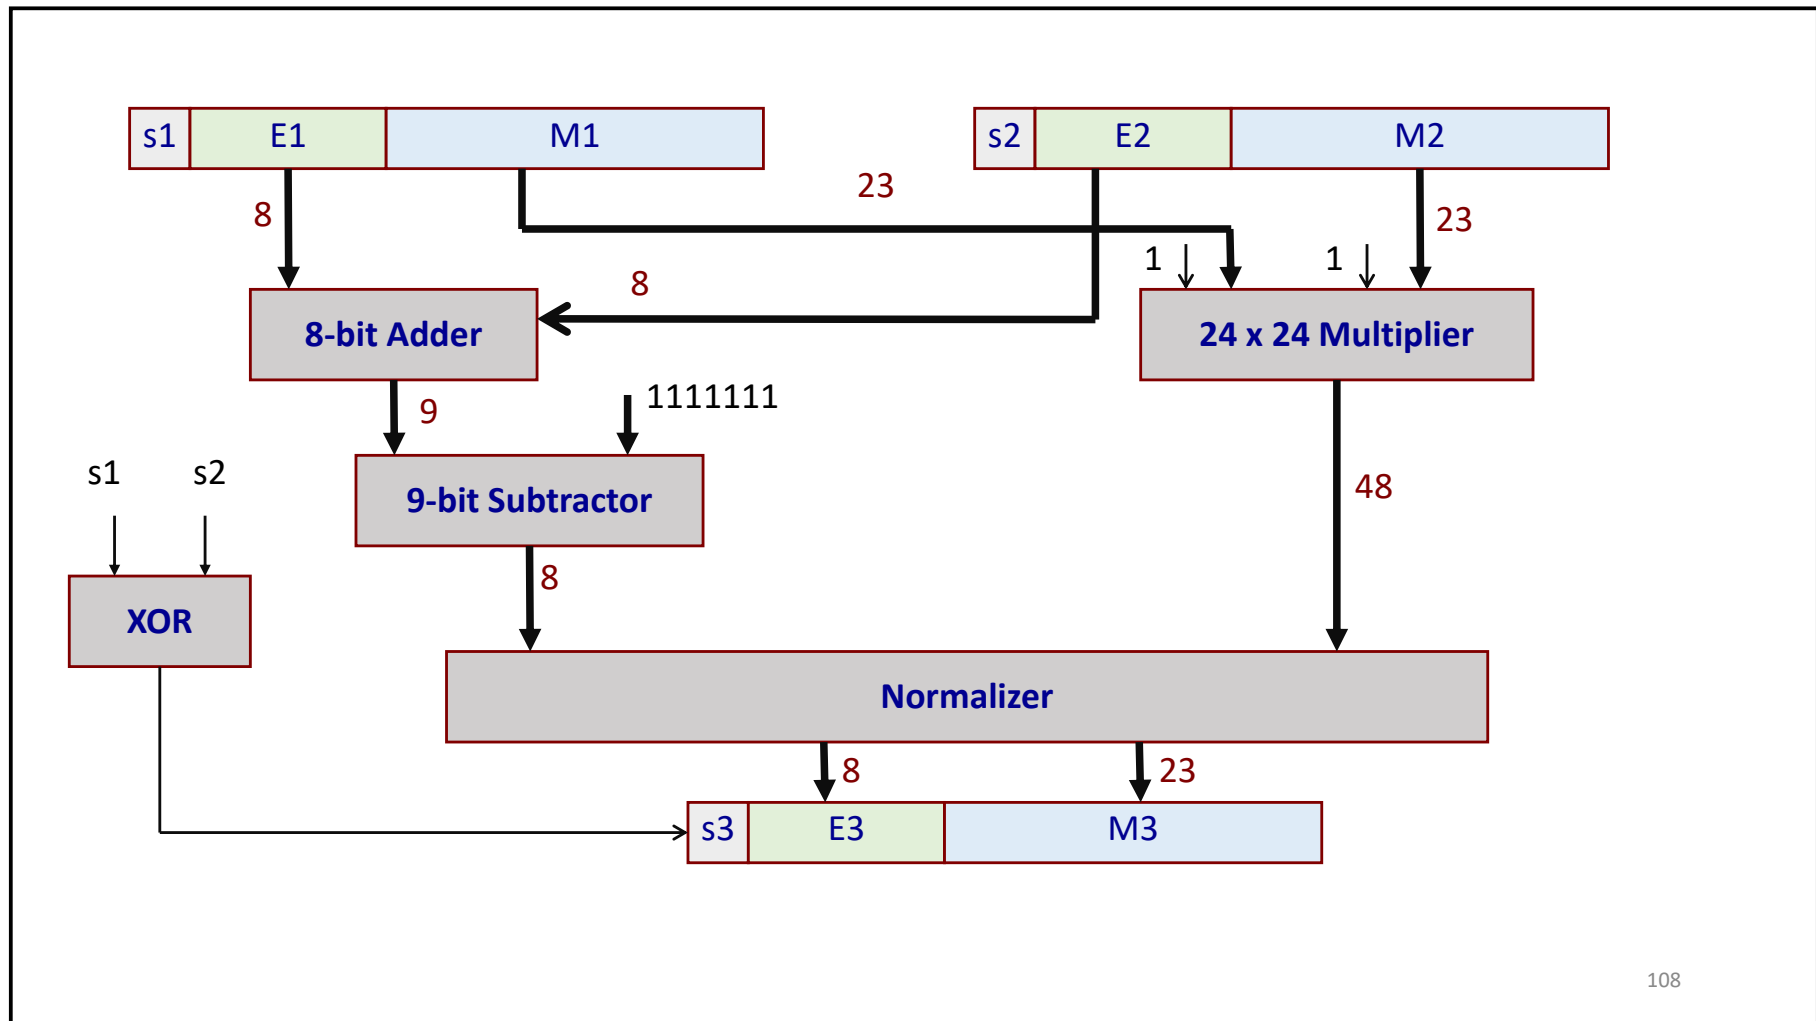 s1 E1 M1 s2 E2 M2
23
8 23
1 1
8
8-bit Adder 24 x 24 Multiplier
1111111
9
s1 s2
9-bit Subtractor 48
8
XOR
Normalizer
8 23
s3 E3 M3
108